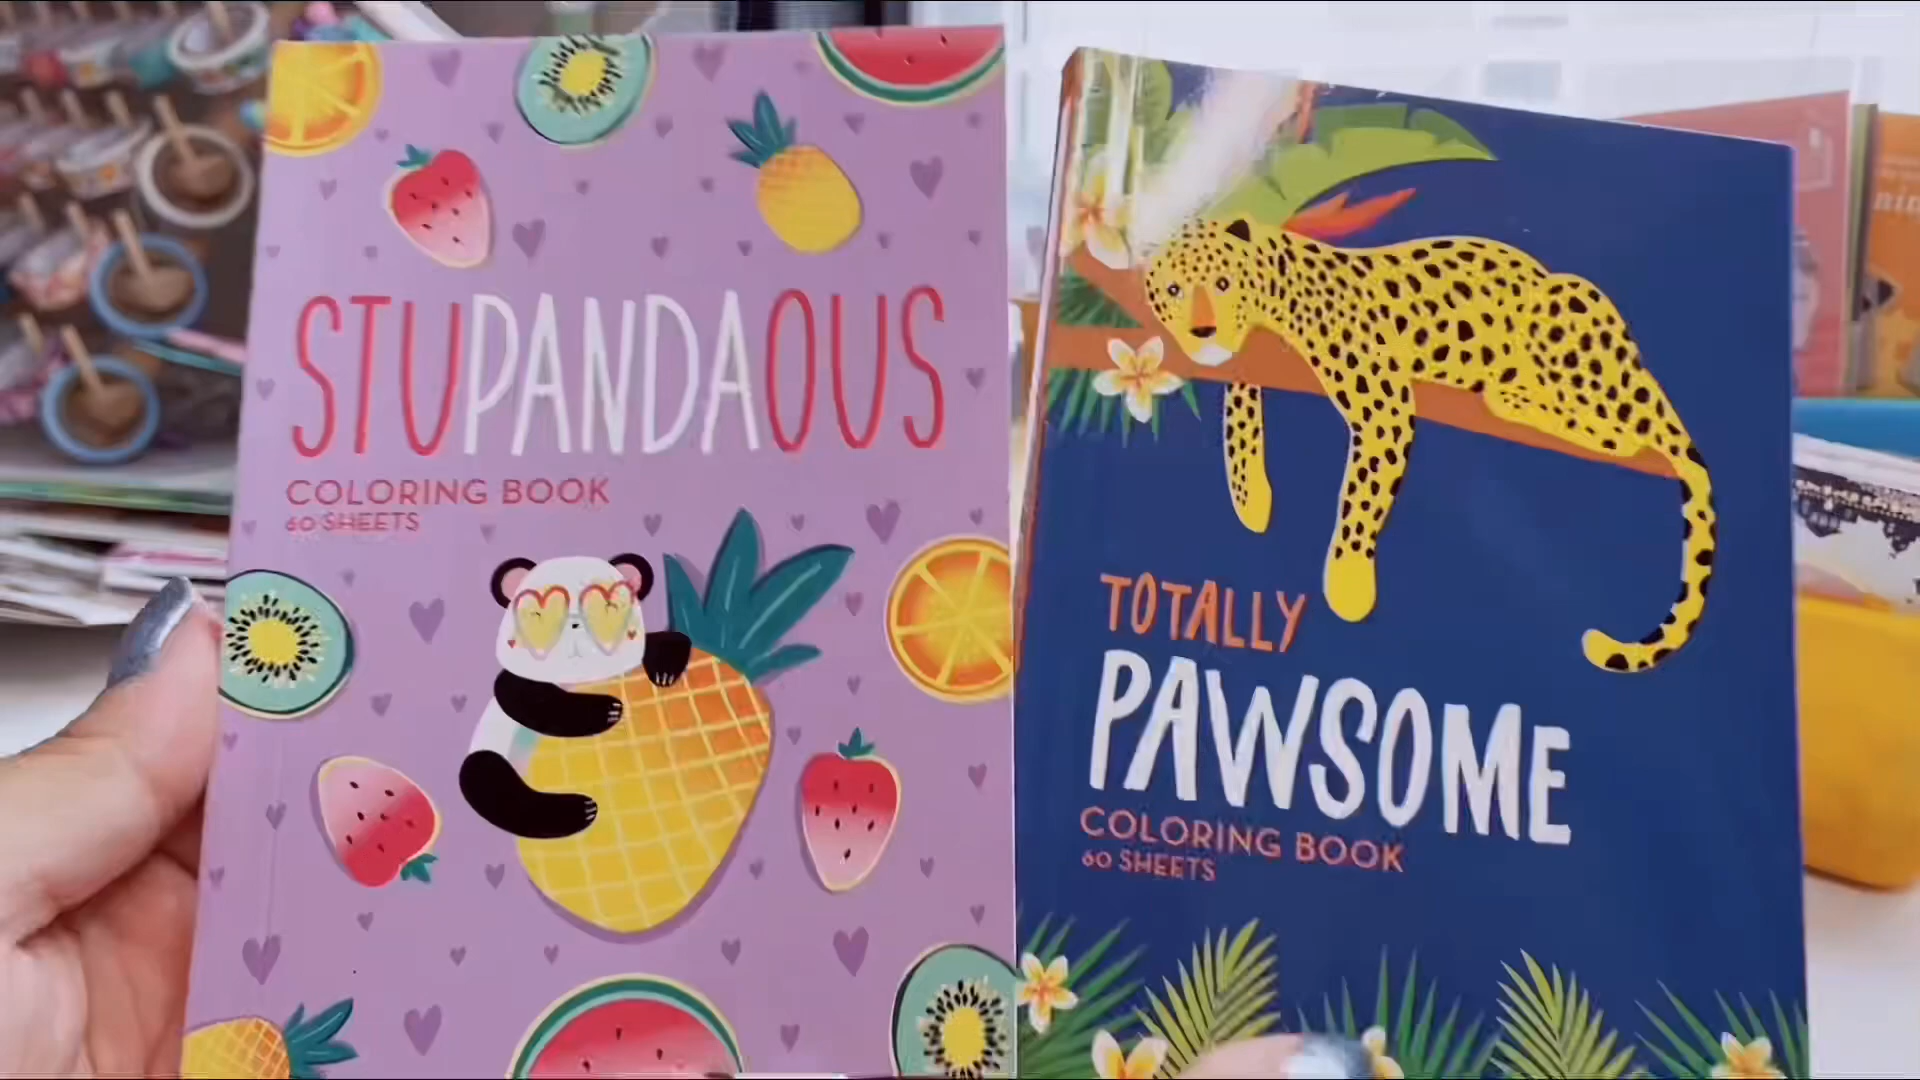 STUPANDAOUS
COLORING BOOK
60 SHEETS
TOTALLY
PAWSOME
COLORING BOOK
60 SHEETS